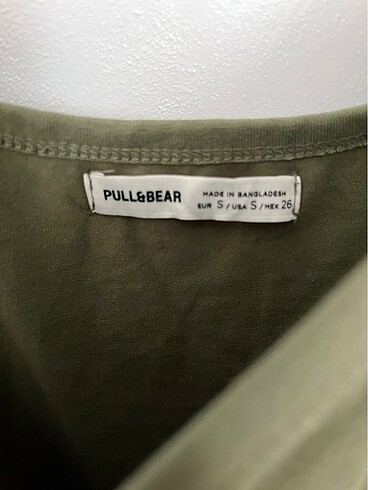 PULL&BEAR
MADE IN BANGLADESH
EUR S / USA S / MEX 26